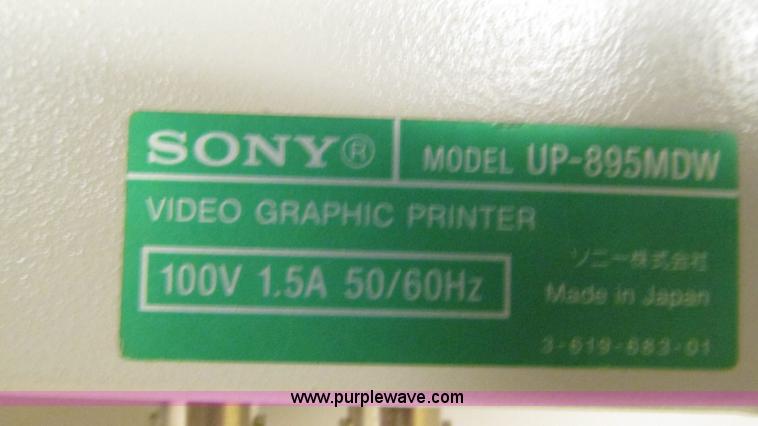 SONY® MODEL UP-895MDW
VIDEO GRAPHIC PRINTER
100V 1.5A 50/60Hz
ソニー株式会社
Made in Japan
3-619-683-01
www.purplewave.com